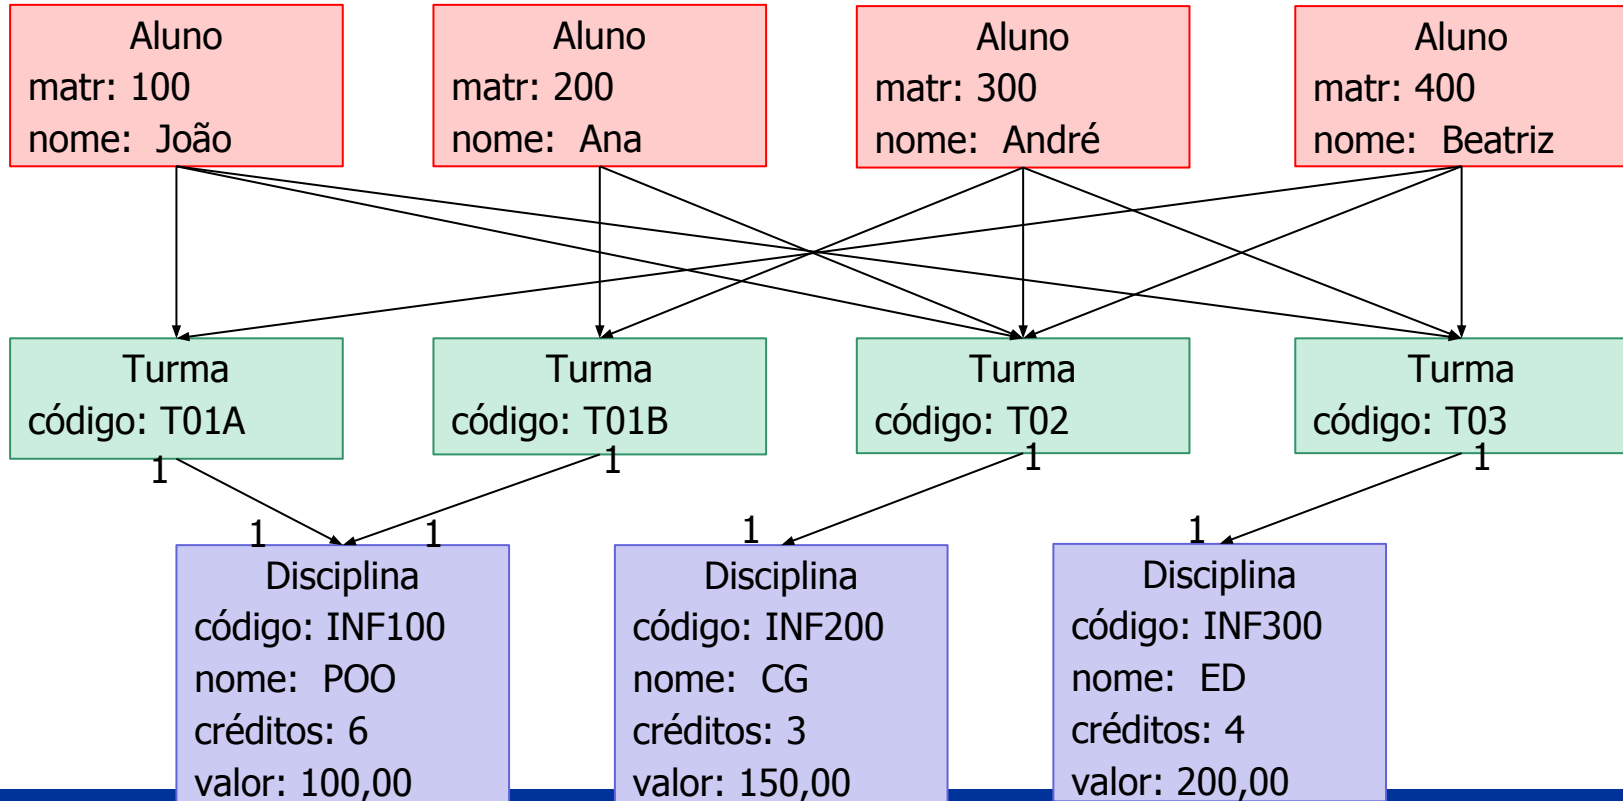 Aluno
matr: 100
nome: João
Aluno
matr: 200
nome: Ana
Aluno
matr: 300
nome: André
Aluno
matr: 400
nome: Beatriz
Turma
código: T01A
Turma
código: T01B
Turma
código: T02
Turma
código: T03
1
1
1
1
1
1
1
1
Disciplina
código: INF100
nome: POO
créditos: 6
valor: 100,00
Disciplina
código: INF200
nome: CG
créditos: 3
valor: 150,00
Disciplina
código: INF300
nome: ED
créditos: 4
valor: 200,00